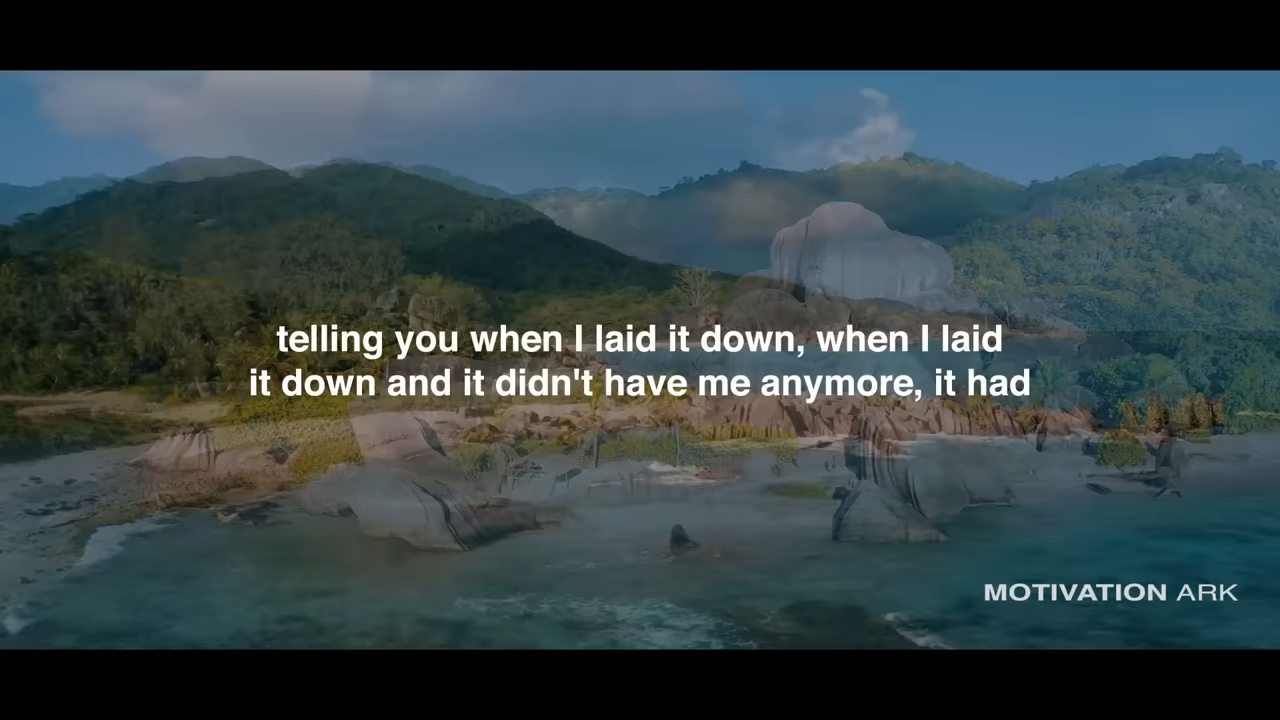 telling you when I laid it down, when I laid
it down and it didn't have me anymore, it had
MOTIVATION ARK